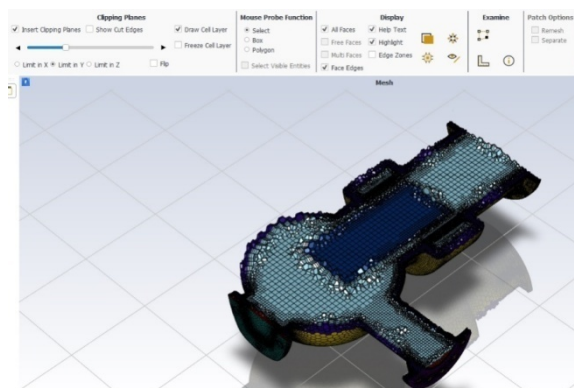 Clipping Planes
Insert Clipping Planes
Show Cut Edges
Draw Cell Layer
Freeze Cell Layer
Limit in X
Limit in Y
Limit in Z
Flip
Mouse Probe Function
Select
Box
Polygon
Select Visible Entities
Display
All Faces
Help Text
Free Faces
Highlight
Multi Faces
Edge Zones
Face Edges
Examine
Patch Options
Remesh
Separate
Mesh